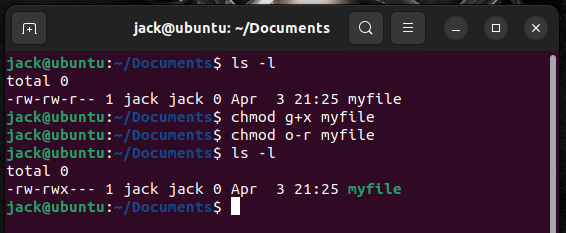 jack@ubuntu: ~/Documents
jack@ubuntu:~/Documents$ ls -l
total 0
-rw-rw-r-- 1 jack jack 0 Apr  3 21:25 myfile
jack@ubuntu:~/Documents$ chmod g+x myfile
jack@ubuntu:~/Documents$ chmod o-r myfile
jack@ubuntu:~/Documents$ ls -l
total 0
-rw-rwx--- 1 jack jack 0 Apr  3 21:25 myfile
jack@ubuntu:~/Documents$